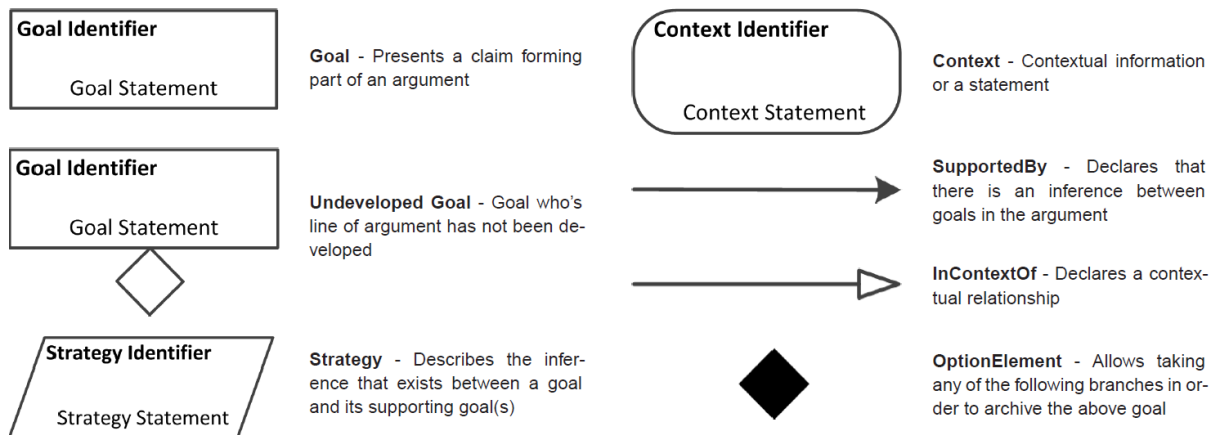 Goal Identifier
Goal Statement
Goal - Presents a claim forming
part of an argument
Goal Identifier
Goal Statement
Undeveloped Goal - Goal who's
line of argument has not been de-
veloped
Strategy Identifier
Strategy Statement
Strategy - Describes the infer-
ence that exists between a goal
and its supporting goal(s)
Context Identifier
Context Statement
Context - Contextual information
or a statement
SupportedBy - Declares that
there is an inference between
goals in the argument
InContextOf - Declares a contex-
tual relationship
OptionElement - Allows taking
any of the following branches in or-
der to archive the above goal